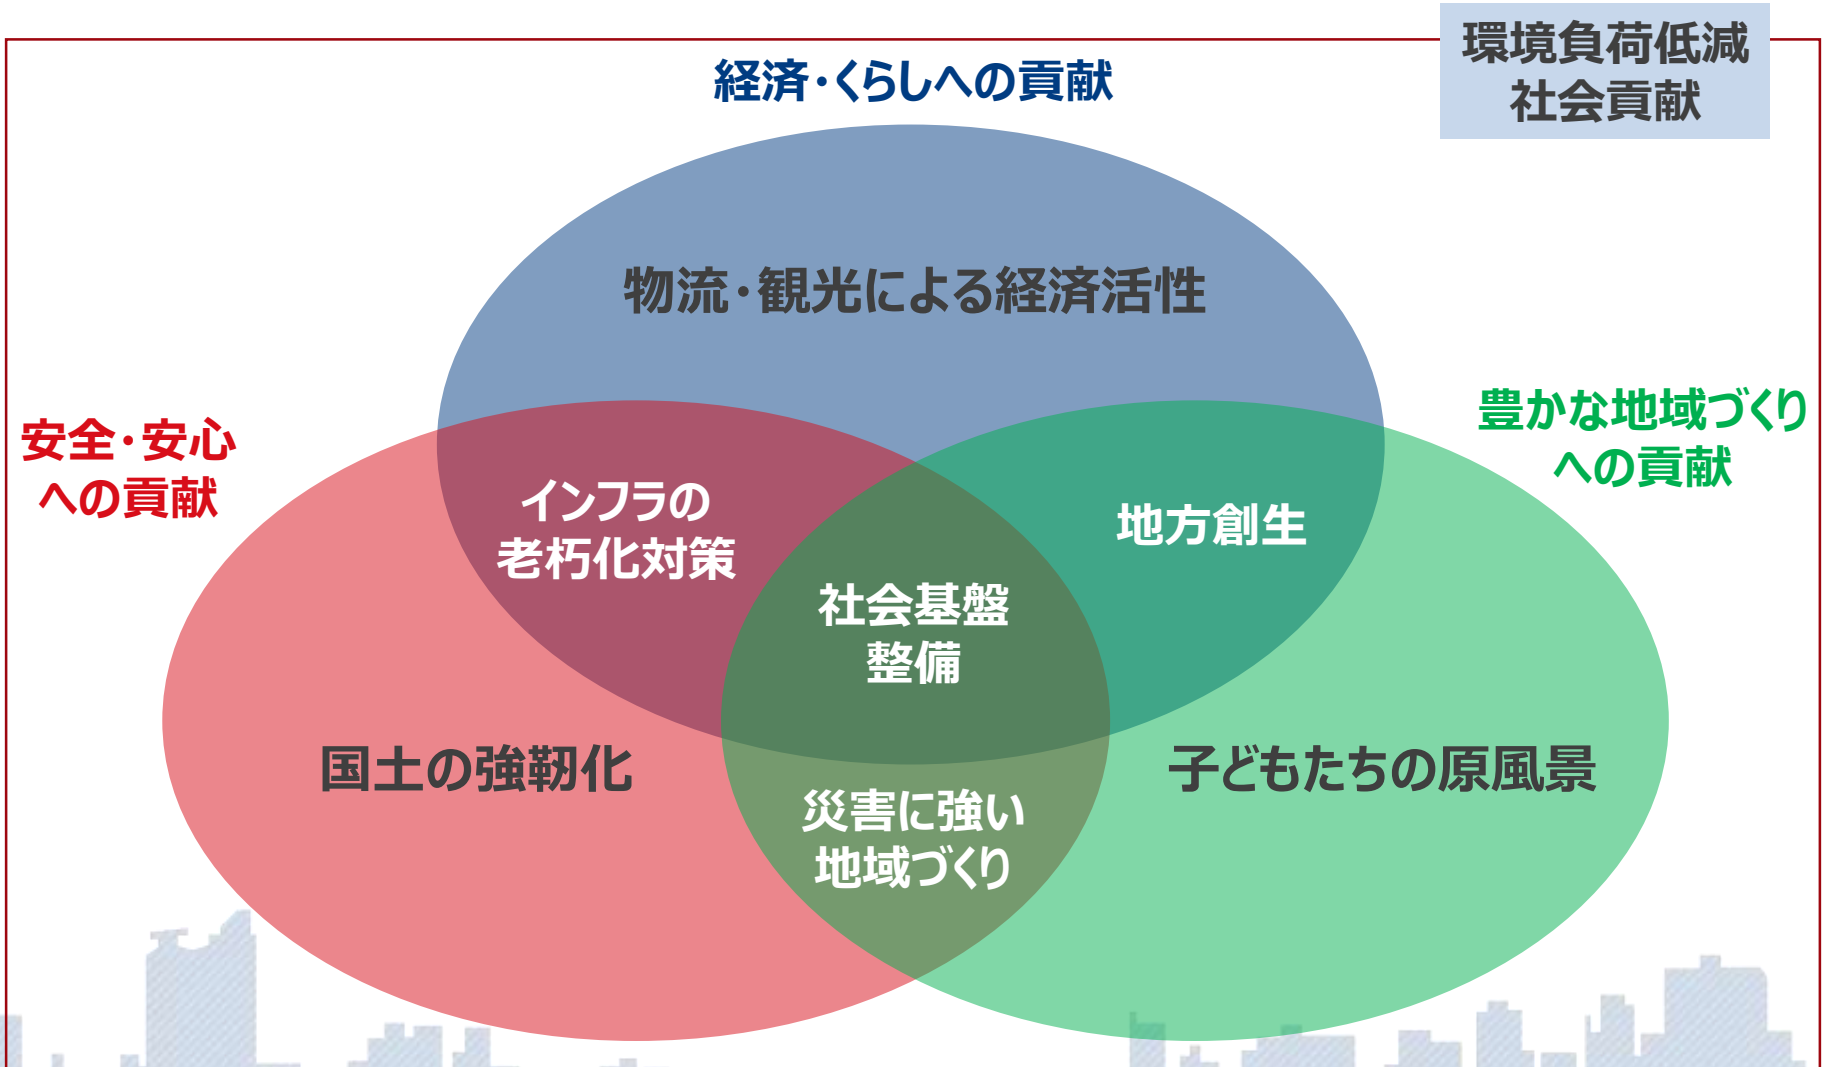 環境負荷低減
社会貢献
経済・くらしへの貢献
物流・観光による経済活性
安全・安心
への貢献
豊かな地域づくり
への貢献
インフラの
老朽化対策
地方創生
社会基盤
整備
国土の強靭化
子どもたちの原風景
災害に強い
地域づくり